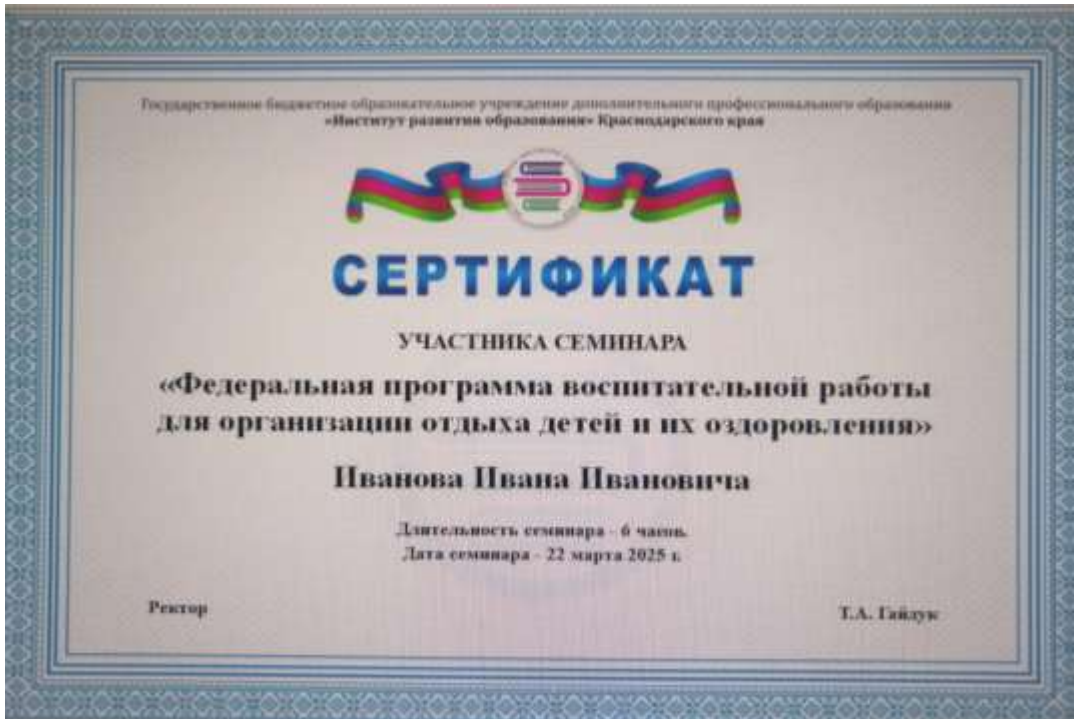 Государственное бюджетное образовательное учреждение дополнительного профессионального образования
«Институт развития образования» Краснодарского края
СЕРТИФИКАТ
УЧАСТНИКА СЕМИНАРА
«Федеральная программа воспитательной работы
для организации отдыха детей и их оздоровления»
Иванова Ивана Ивановича
Длительность семинара - 6 часов.
Дата семинара - 22 марта 2025 г.
Ректор
Т.А. Гайдук